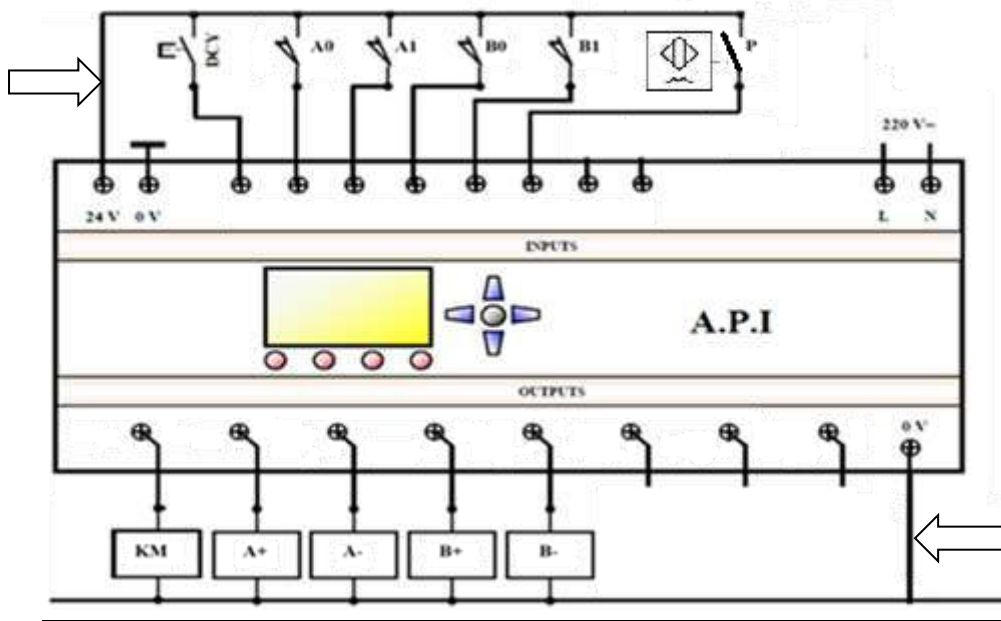 DCY A0 A1 B0 B1 P
220 V~
24 V 0 V L N
INPUTS
A.P.I
OUTPUTS
0 V
KM A+ A- B+ B-